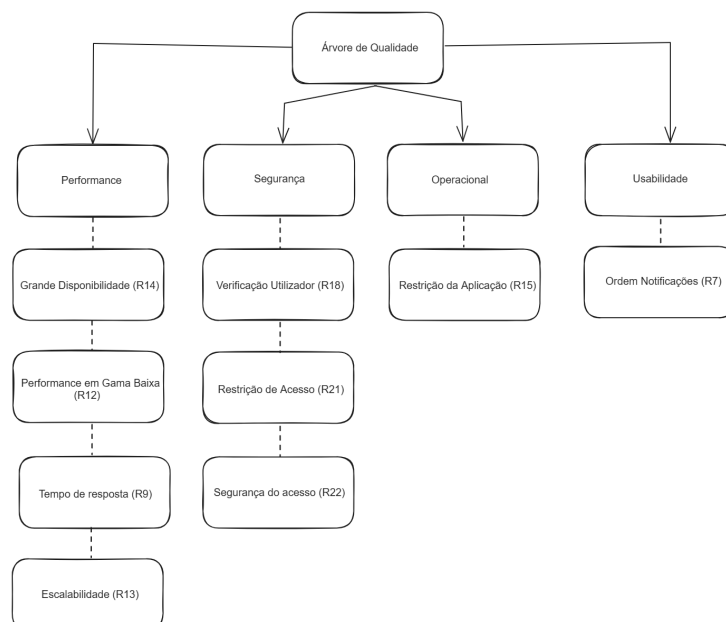 Árvore de Qualidade
Performance
Segurança
Operacional
Usabilidade
Grande Disponibilidade (R14)
Verificação Utilizador (R18)
Restrição da Aplicação (R15)
Ordem Notificações (R7)
Performance em Gama Baixa
(R12)
Restrição de Acesso (R21)
Tempo de resposta (R9)
Segurança do acesso (R22)
Escalabilidade (R13)